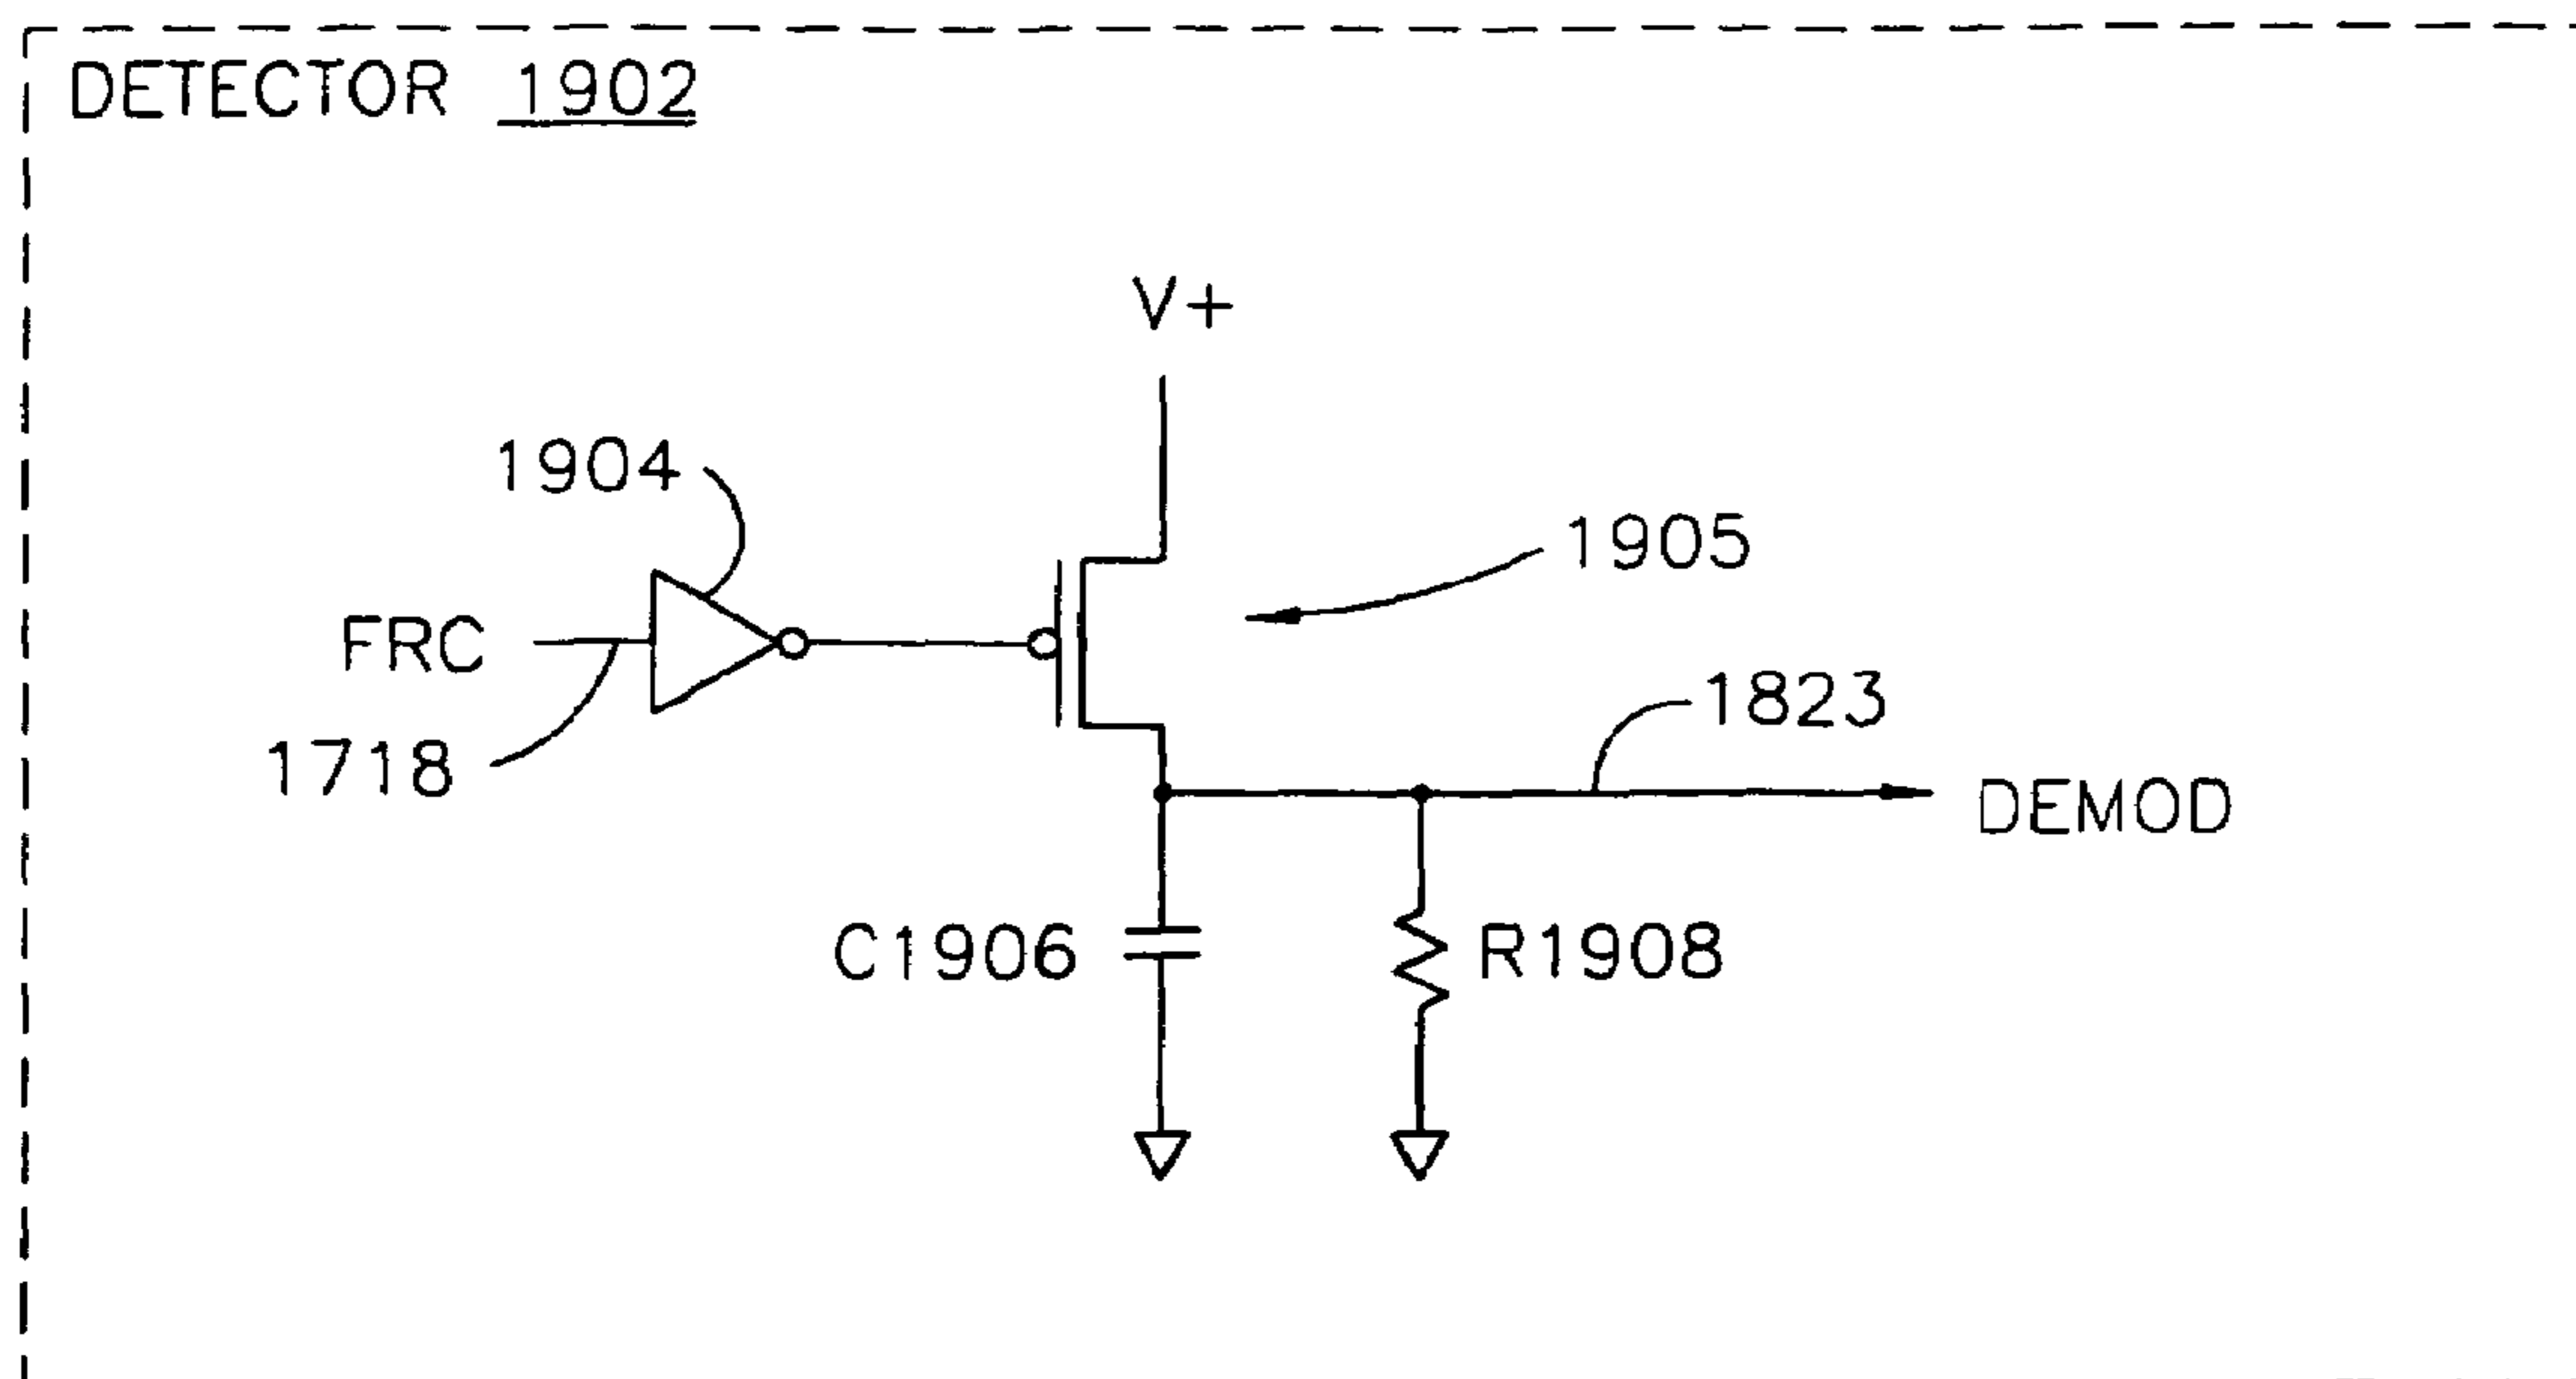 DETECTOR 1902
V+
1904
1905
FRC
1718
1823
DEMOD
C1906
R1908